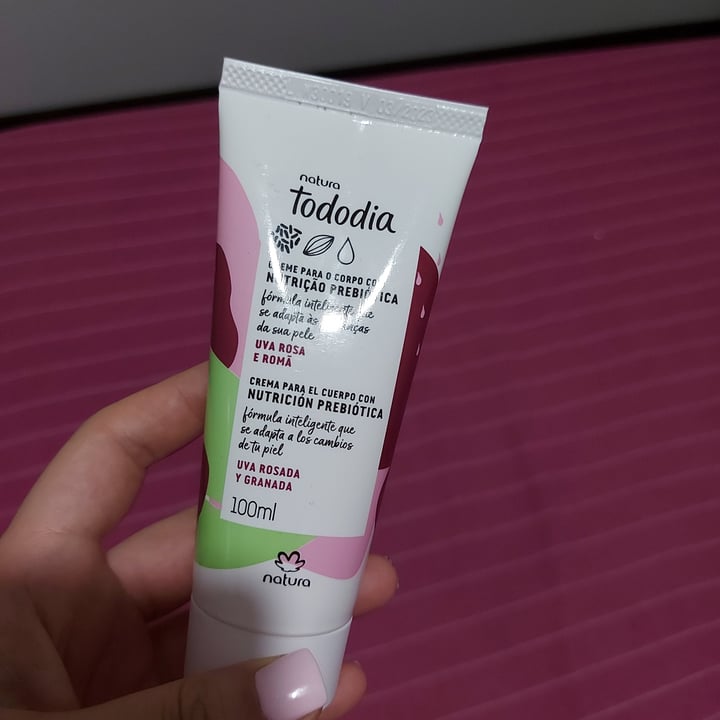 V 08/2023
natura
Tododia
CREME PARA O CORPO COM
NUTRIÇÃO PREBIÓTICA
fórmula inteligente que
se adapta às
da sua pele
UVA ROSA
E ROMÃ
CREMA PARA EL CUERPO CON
NUTRICIÓN PREBIÓTICA
fórmula inteligente que
se adapta a los cambios
de tu piel
UVA ROSADA
Y GRANADA
100ml
natura